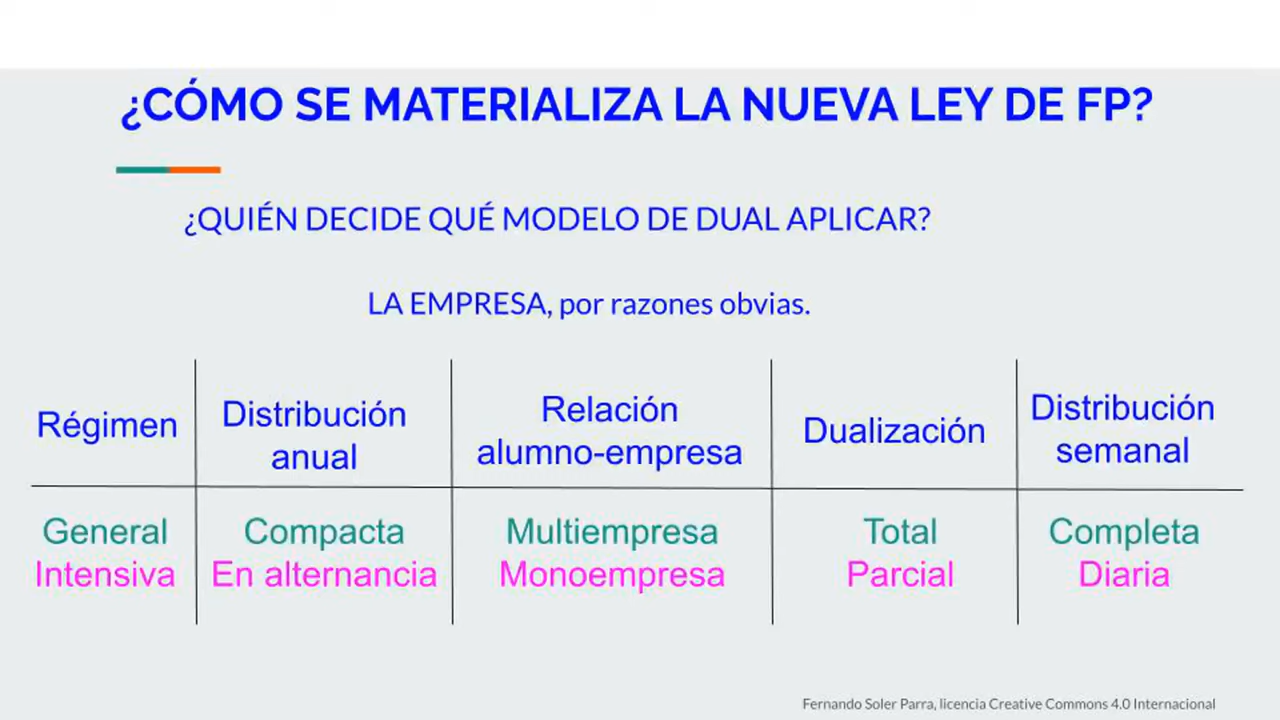 ¿CÓMO SE MATERIALIZA LA NUEVA LEY DE FP?
¿QUIÉN DECIDE QUÉ MODELO DE DUAL APLICAR?
LA EMPRESA, por razones obvias.
Régimen
Distribución
anual
Relación
alumno-empresa
Dualización
Distribución
semanal
General
Intensiva
Compacta
En alternancia
Multiempresa
Monoempresa
Total
Parcial
Completa
Diaria
Fernando Soler Parra, licencia Creative Commons 4.0 Internacional